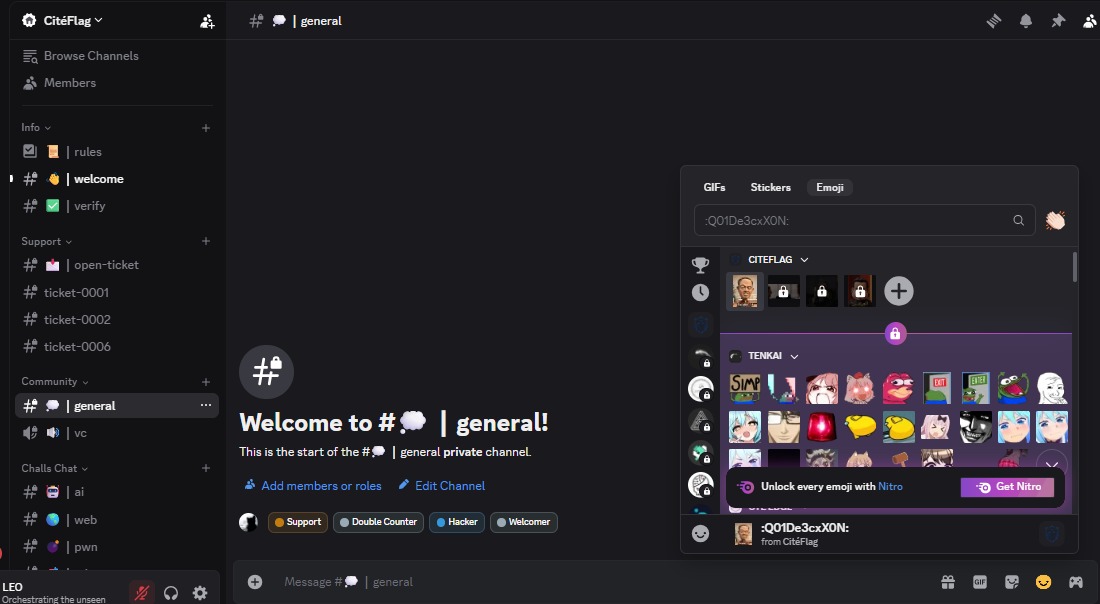 CitéFlag
Browse Channels
Members
Info
| rules
| welcome
| verify
Support
| open-ticket
ticket-0001
ticket-0002
ticket-0006
Community
| general
| vc
Challs Chat
| ai
| web
| pwn
LEO
Orchestrating the unseen
| general
Welcome to # | general!
This is the start of the # | general private channel.
Add members or roles
Edit Channel
Support
Double Counter
Hacker
Welcomer
Message # | general
GIF
GIFs
Stickers
Emoji
:Q01De3cxX0N:
CITEFLAG
TENKAI
SIMP
EXIT
ENTER
Unlock every emoji with Nitro
Get Nitro
:Q01De3cxX0N:
from CitéFlag